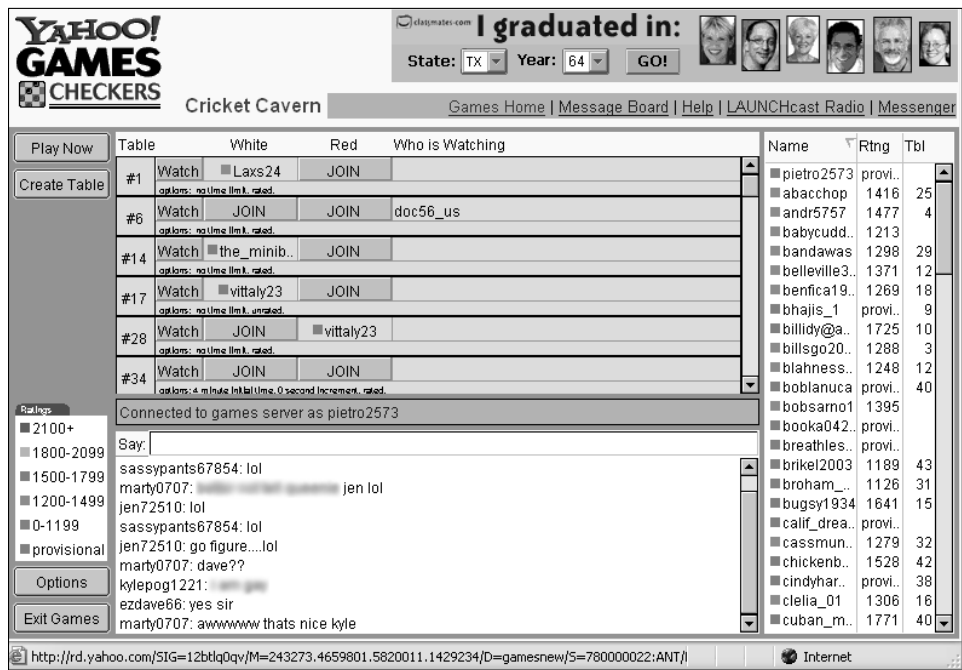 YAHOO!
GAMES
CHECKERS
Cricket Cavern
classmates.com I graduated in:
State: TX Year: 64 GO!
Games Home | Message Board | Help | LAUNCHcast Radio | Messenger
Play Now
Create Table
Table White Red Who is Watching
#1 Watch Laxs24 JOIN
options: no time limit, rated.
#6 Watch JOIN JOIN doc56_us
options: no time limit, rated.
#14 Watch the_minib.. JOIN
options: no time limit, rated.
#17 Watch vittaly23 JOIN
options: no time limit, unrated.
#28 Watch JOIN vittaly23
options: no time limit, rated.
#34 Watch JOIN JOIN
options: 4 minute initial time, 0 second increment, rated.
Connected to games server as pietro2573
Say:
sassypants67854: lol
marty0707: jen lol
jen72510: lol
sassypants67854: lol
jen72510: go figure....lol
marty0707: dave??
kylepog1221:
ezdave66: yes sir
marty0707: awwwww thats nice kyle
Ratings
2100+
1800-2099
1500-1799
1200-1499
0-1199
provisional
Options
Exit Games
Name Rtng Tbl
pietro2573 provi..
abacchop 1416 25
andr5757 1477 4
babycudd.. 1213
bandawas 1298 29
belleville3.. 1371 12
benfica19.. 1269 18
bhajis_1 provi.. 9
billidy@a.. 1725 10
billsgo20.. 1288 3
blahness.. 1248 12
boblanuca provi.. 40
bobsarno1 1395
booka042.. provi..
breathles.. provi..
brikel2003 1189 43
broham_.. 1126 31
bugsy1934 1641 15
calif_drea.. provi..
cassmun.. 1279 32
chickenb.. 1528 42
cindyhar.. provi.. 38
clelia_01 1306 16
cuban_m.. 1771 40
http://rd.yahoo.com/SIG=12btlq0qv/M=243273.4659801.5820011.1429234/D=gamesnew/S=780000022:ANT/
Internet